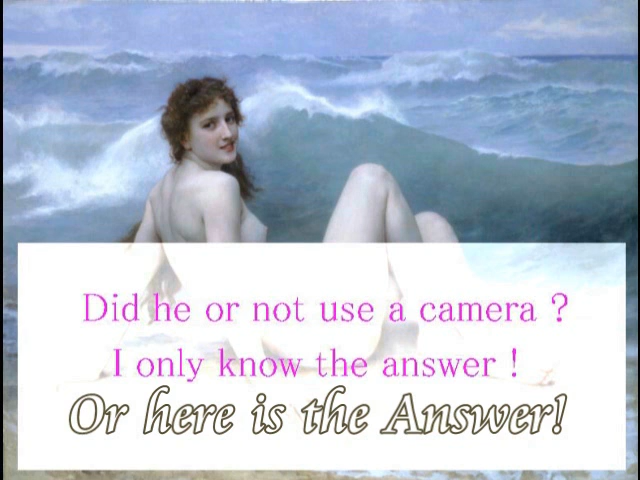 Did he or not use a camera ?
I only know the answer !
Or here is the Answer!